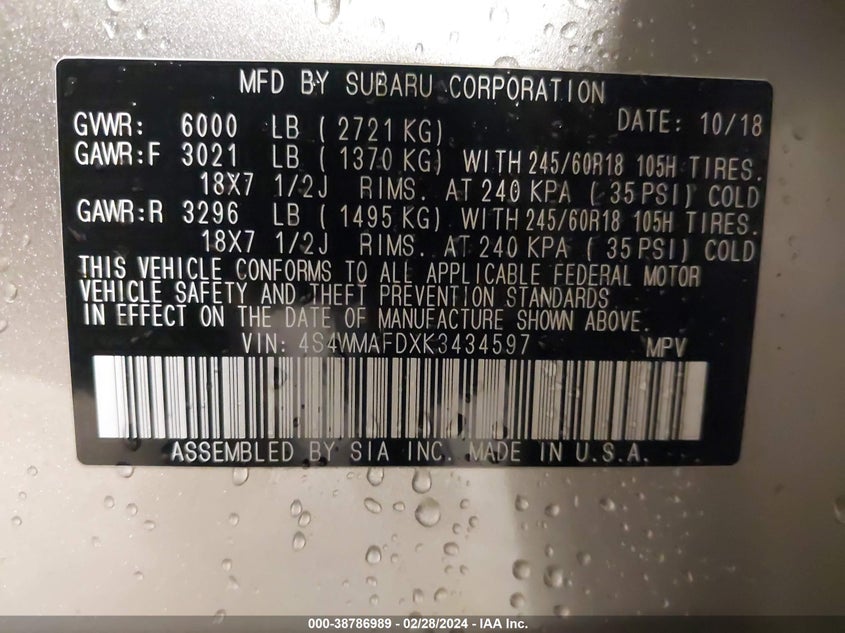 MFD BY SUBARU CORPORATION
GVWR: 6000 LB ( 2721 KG) DATE: 10/18
GAWR:F 3021 LB ( 1370 KG) WITH 245/60R18 105H TIRES.
18X7 1/2J RIMS. AT 240 KPA ( 35 PSI) COLD
GAWR:R 3296 LB ( 1495 KG) WITH 245/60R18 105H TIRES.
18X7 1/2J RIMS. AT 240 KPA ( 35 PSI) COLD
THIS VEHICLE CONFORMS TO ALL APPLICABLE FEDERAL MOTOR
VEHICLE SAFETY AND THEFT PREVENTION STANDARDS
IN EFFECT ON THE DATE OF MANUFACTURE SHOWN ABOVE.
VIN: 4S4WMAFDXK3434597 MPV
ASSEMBLED BY SIA INC. MADE IN U.S.A.
000-38786989 - 02/28/2024 - IAA Inc.